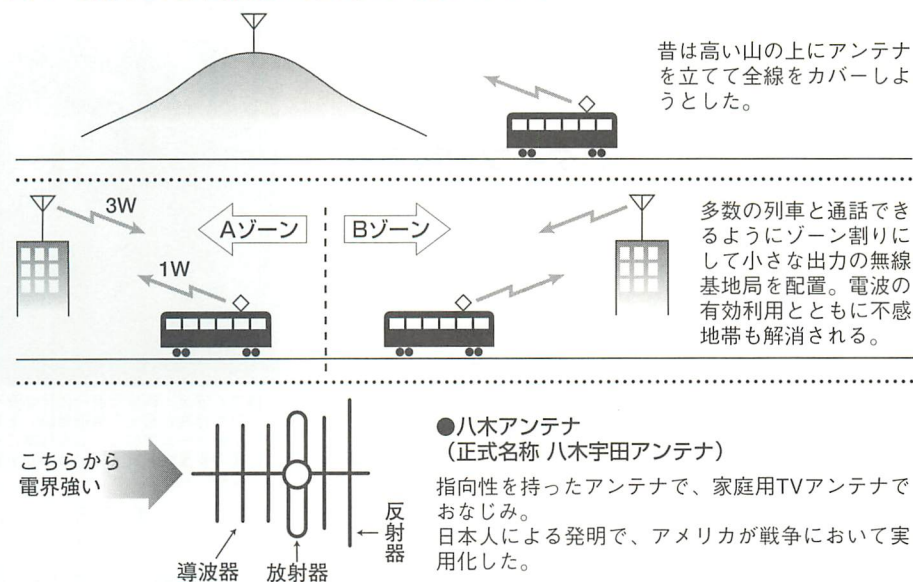 昔は高い山の上にアンテナ
を立てて全線をカバーしよ
うとした。
3W
1W
Aゾーン
Bゾーン
多数の列車と通話でき
るようにゾーン割りに
して小さな出力の無線
基地局を配置。電波の
有効利用とともに不感
地帯も解消される。
こちらから
電界強い
導波器
放射器
反射器
●八木アンテナ
（正式名称 八木宇田アンテナ）
指向性を持ったアンテナで、家庭用TVアンテナで
おなじみ。
日本人による発明で、アメリカが戦争において実
用化した。